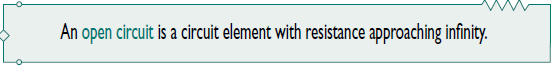 An open circuit is a circuit element with resistance approaching infinity.